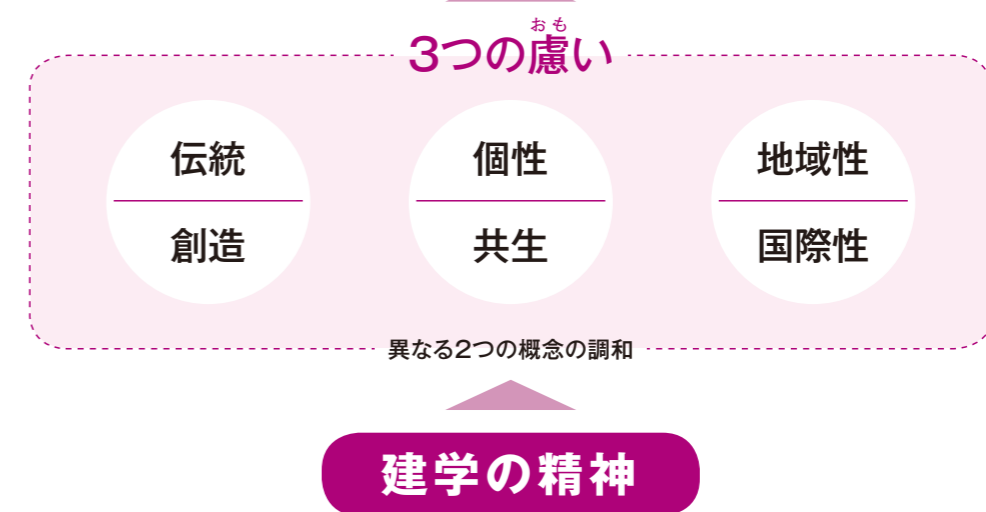 おも
3つの慮い
伝統
創造
個性
共生
地域性
国際性
異なる2つの概念の調和
建学の精神